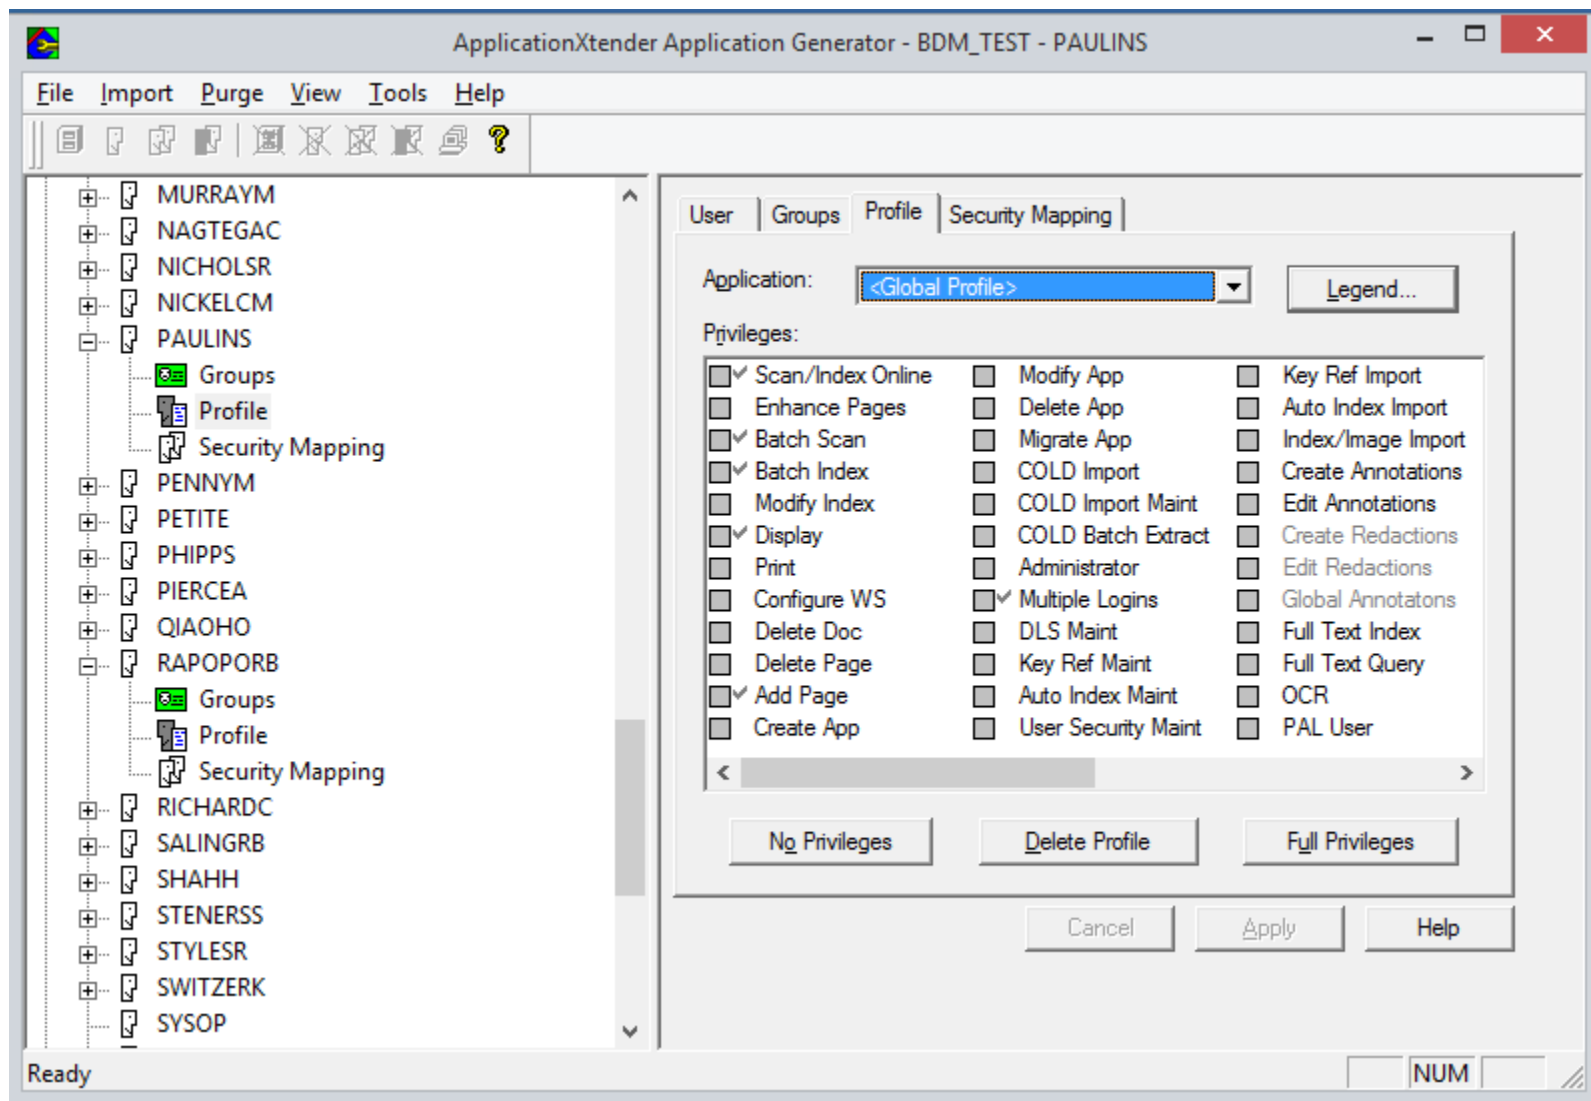 ApplicationXtender Application Generator - BDM_TEST - PAULINS
File Import Purge View Tools Help
MURRAYM
NAGTEGAC
NICHOLSR
NICKELCM
PAULINS
Groups
Profile
Security Mapping
PENNYM
PETITE
PHIPPS
PIERCEA
QIAOHO
RAPOPORB
Groups
Profile
Security Mapping
RICHARDC
SALINGRB
SHAHH
STENERSS
STYLESR
SWITZERK
SYSOP
User Groups Profile Security Mapping
Application: <Global Profile> Legend...
Privileges:
Scan/Index Online Modify App Key Ref Import
Enhance Pages Delete App Auto Index Import
Batch Scan Migrate App Index/Image Import
Batch Index COLD Import Create Annotations
Modify Index COLD Import Maint Edit Annotations
Display COLD Batch Extract Create Redactions
Print Administrator Edit Redactions
Configure WS Multiple Logins Global Annotatons
Delete Doc DLS Maint Full Text Index
Delete Page Key Ref Maint Full Text Query
Add Page Auto Index Maint OCR
Create App User Security Maint PAL User
No Privileges Delete Profile Full Privileges
Cancel Apply Help
Ready NUM